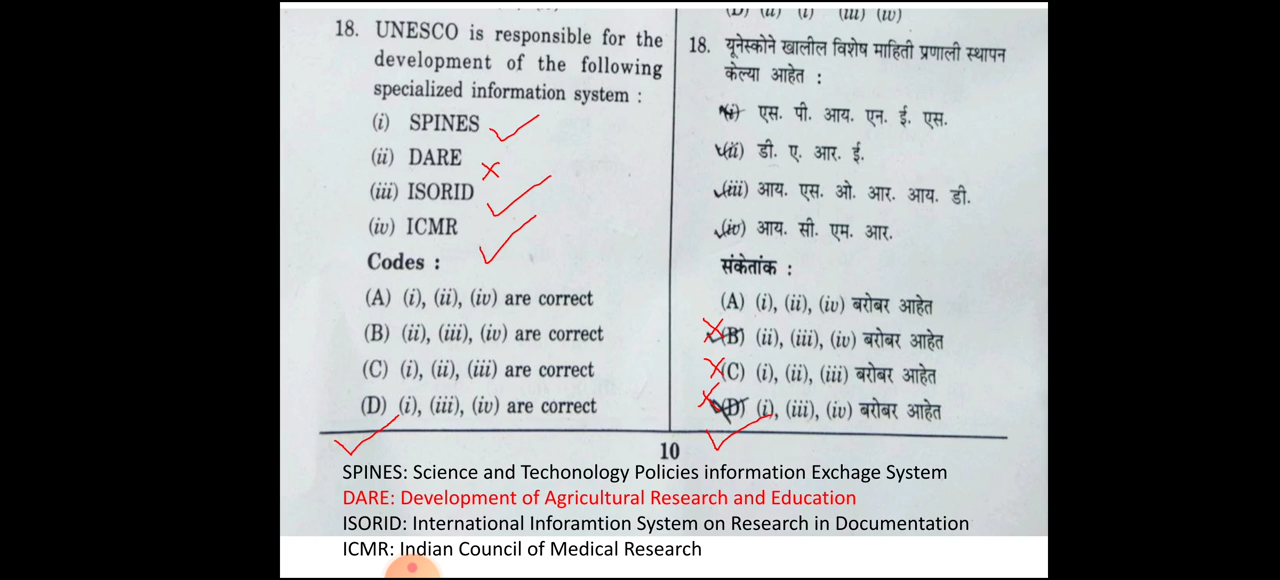 18. UNESCO is responsible for the
development of the following
specialized information system :
(i) SPINES
(ii) DARE
(iii) ISORID
(iv) ICMR
Codes :
(A) (i), (ii), (iv) are correct
(B) (ii), (iii), (iv) are correct
(C) (i), (ii), (iii) are correct
(D) (i), (iii), (iv) are correct
(D) (ii) (i) (iii) (iv)
18. यूनेस्कोने खालील विशेष माहिती प्रणाली स्थापन
केल्या आहेत :
(i) एस. पी. आय. एन. ई. एस.
(ii) डी. ए. आर. ई.
(iii) आय. एस. ओ. आर. आय. डी.
(iv) आय. सी. एम. आर.
संकेतांक :
(A) (i), (ii), (iv) बरोबर आहेत
(B) (ii), (iii), (iv) बरोबर आहेत
(C) (i), (ii), (iii) बरोबर आहेत
(D) (i), (iii), (iv) बरोबर आहेत
10
SPINES: Science and Techonology Policies information Exchage System
DARE: Development of Agricultural Research and Education
ISORID: International Inforamtion System on Research in Documentation
ICMR: Indian Council of Medical Research